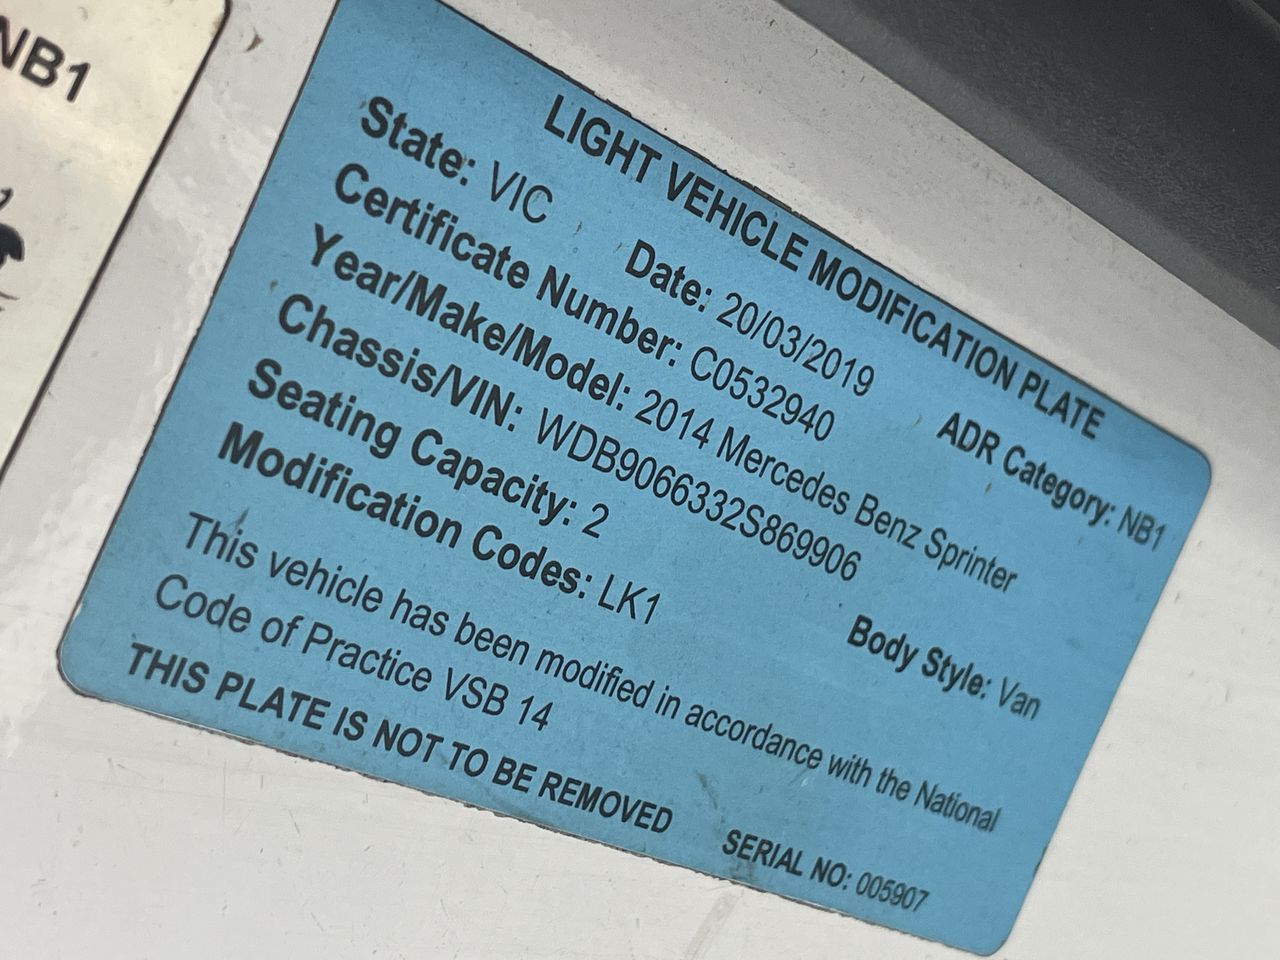 NB1
LIGHT VEHICLE MODIFICATION PLATE
State: VIC Date: 20/03/2019 ADR Category: NB1
Certificate Number: C0532940
Year/Make/Model: 2014 Mercedes Benz Sprinter
Chassis/VIN: WDB9066332S869906
Seating Capacity: 2 Body Style: Van
Modification Codes: LK1
This vehicle has been modified in accordance with the National
Code of Practice VSB 14
THIS PLATE IS NOT TO BE REMOVED SERIAL NO: 005907